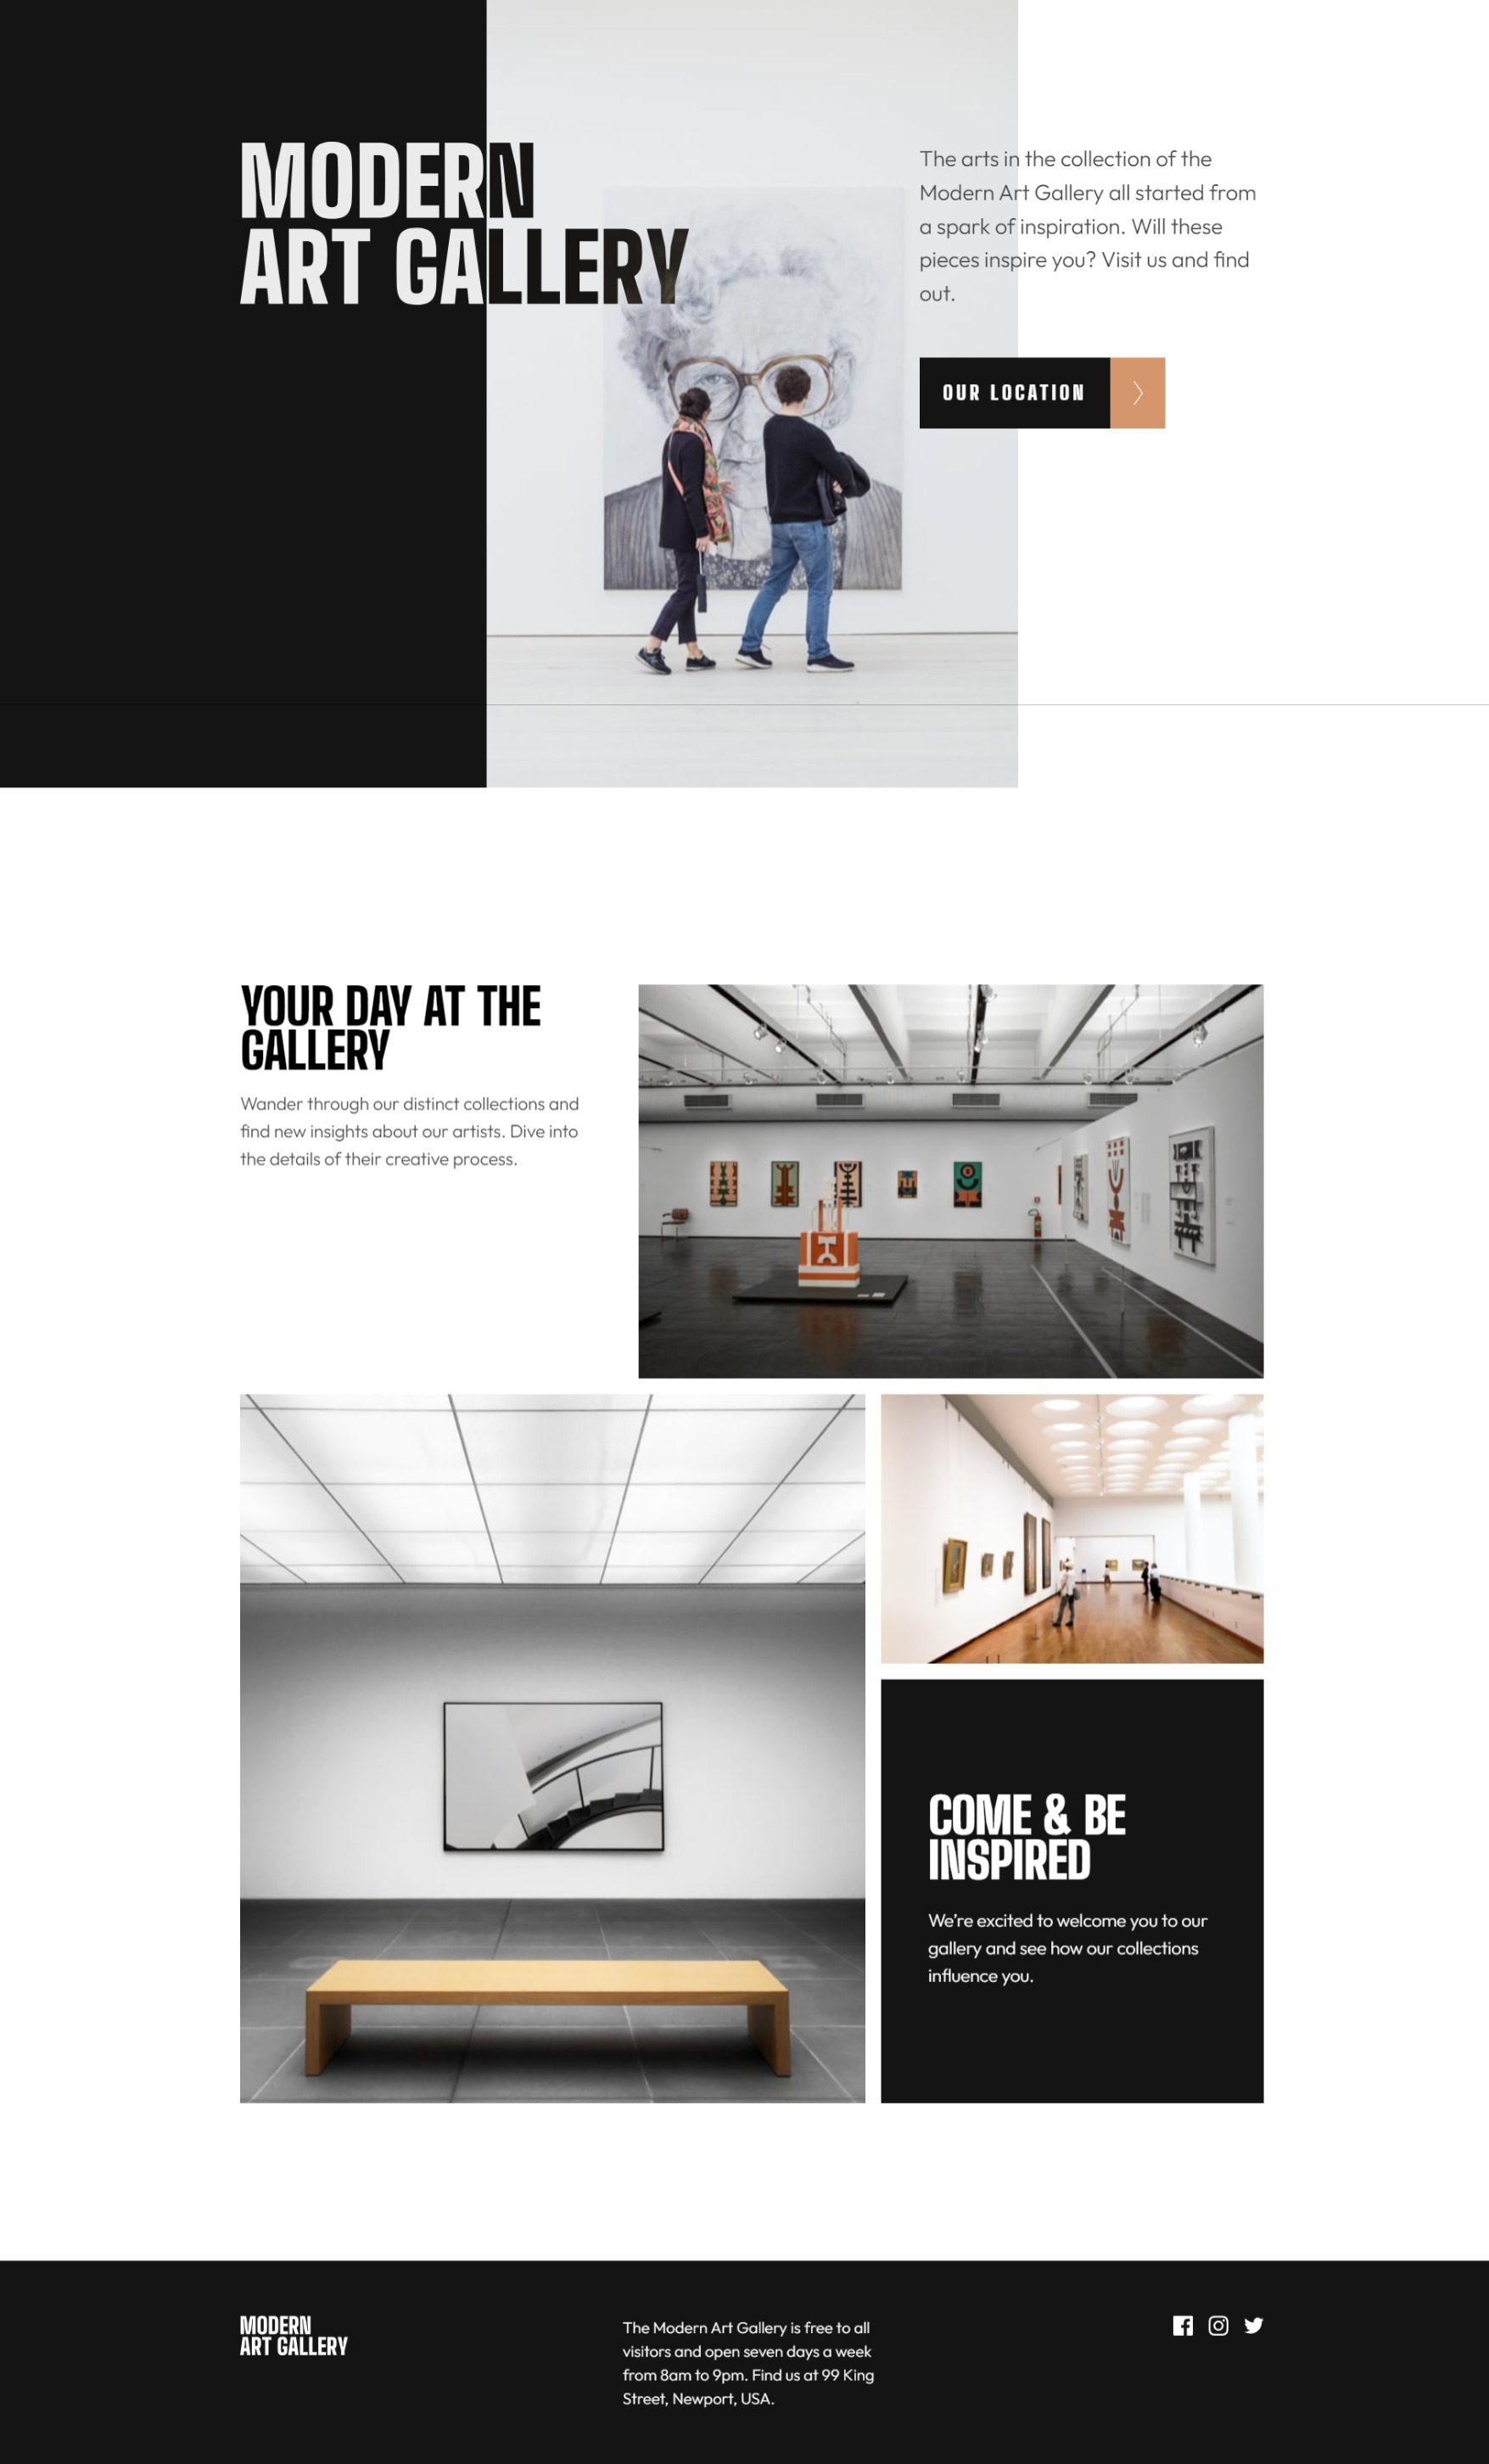 MODERN
ART GALLERY
The arts in the collection of the
Modern Art Gallery all started from
a spark of inspiration. Will these
pieces inspire you? Visit us and find
out.
OUR LOCATION
YOUR DAY AT THE
GALLERY
Wander through our distinct collections and
find new insights about our artists. Dive into
the details of their creative process.
COME & BE
INSPIRED
We’re excited to welcome you to our
gallery and see how our collections
influence you.
MODERN
ART GALLERY
The Modern Art Gallery is free to all
visitors and open seven days a week
from 8am to 9pm. Find us at 99 King
Street, Newport, USA.